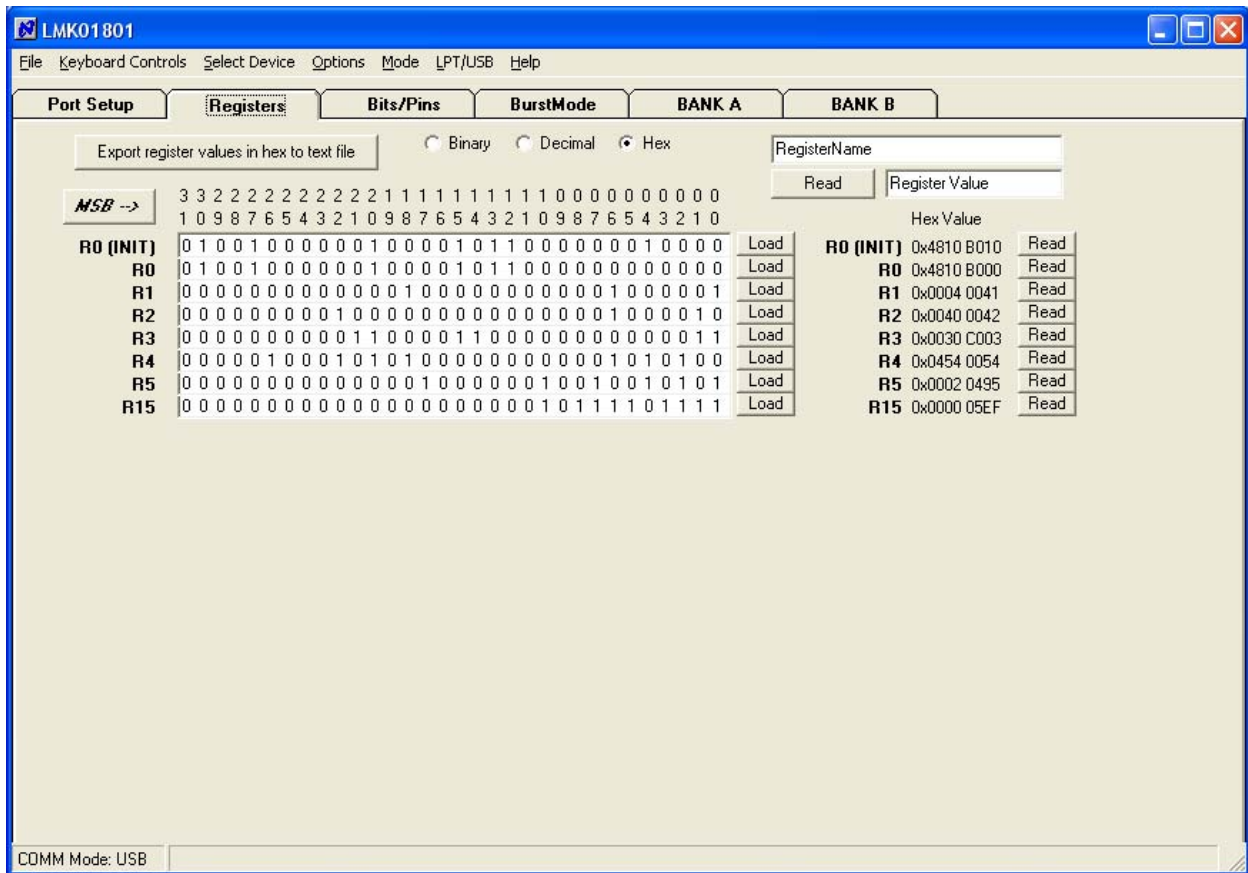 LMK01801
File Keyboard Controls Select Device Options Mode LPT/USB Help
Port Setup Registers Bits/Pins BurstMode BANK A BANK B
Export register values in hex to text file Binary Decimal Hex RegisterName
Read Register Value
MSB --> 3 3 2 2 2 2 2 2 2 2 2 2 1 1 1 1 1 1 1 1 1 1 0 0 0 0 0 0 0 0 0 0
1 0 9 8 7 6 5 4 3 2 1 0 9 8 7 6 5 4 3 2 1 0 9 8 7 6 5 4 3 2 1 0 Hex Value
R0 (INIT) 0 1 0 0 1 0 0 0 0 0 0 1 0 0 0 0 1 0 1 1 0 0 0 0 0 0 0 1 0 0 0 0 Load R0 (INIT) 0x4810 B010 Read
R0 0 1 0 0 1 0 0 0 0 0 0 1 0 0 0 0 1 0 1 1 0 0 0 0 0 0 0 0 0 0 0 0 Load R0 0x4810 B000 Read
R1 0 0 0 0 0 0 0 0 0 0 0 0 0 1 0 0 0 0 0 0 0 0 0 0 0 1 0 0 0 0 0 1 Load R1 0x0004 0041 Read
R2 0 0 0 0 0 0 0 0 0 1 0 0 0 0 0 0 0 0 0 0 0 0 0 0 0 1 0 0 0 0 1 0 Load R2 0x0040 0042 Read
R3 0 0 0 0 0 0 0 0 0 0 1 1 0 0 0 0 1 1 0 0 0 0 0 0 0 0 0 0 0 0 1 1 Load R3 0x0030 C003 Read
R4 0 0 0 0 0 1 0 0 0 1 0 1 0 1 0 0 0 0 0 0 0 0 0 0 0 1 0 1 0 1 0 0 Load R4 0x0454 0054 Read
R5 0 0 0 0 0 0 0 0 0 0 0 0 0 0 1 0 0 0 0 0 0 1 0 0 1 0 0 1 0 1 0 1 Load R5 0x0002 0495 Read
R15 0 0 0 0 0 0 0 0 0 0 0 0 0 0 0 0 0 0 0 0 0 1 0 1 1 1 1 0 1 1 1 1 Load R15 0x0000 05EF Read
COMM Mode: USB